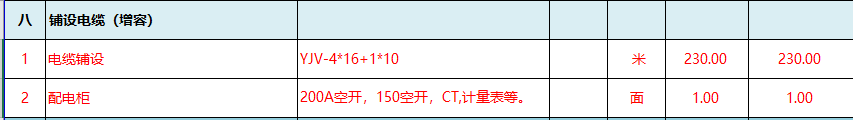 八 铺设电缆（增容）
1 电缆铺设 YJV-4*16+1*10 米 230.00 230.00
2 配电柜 200A空开，150空开，CT,计量表等。 面 1.00 1.00